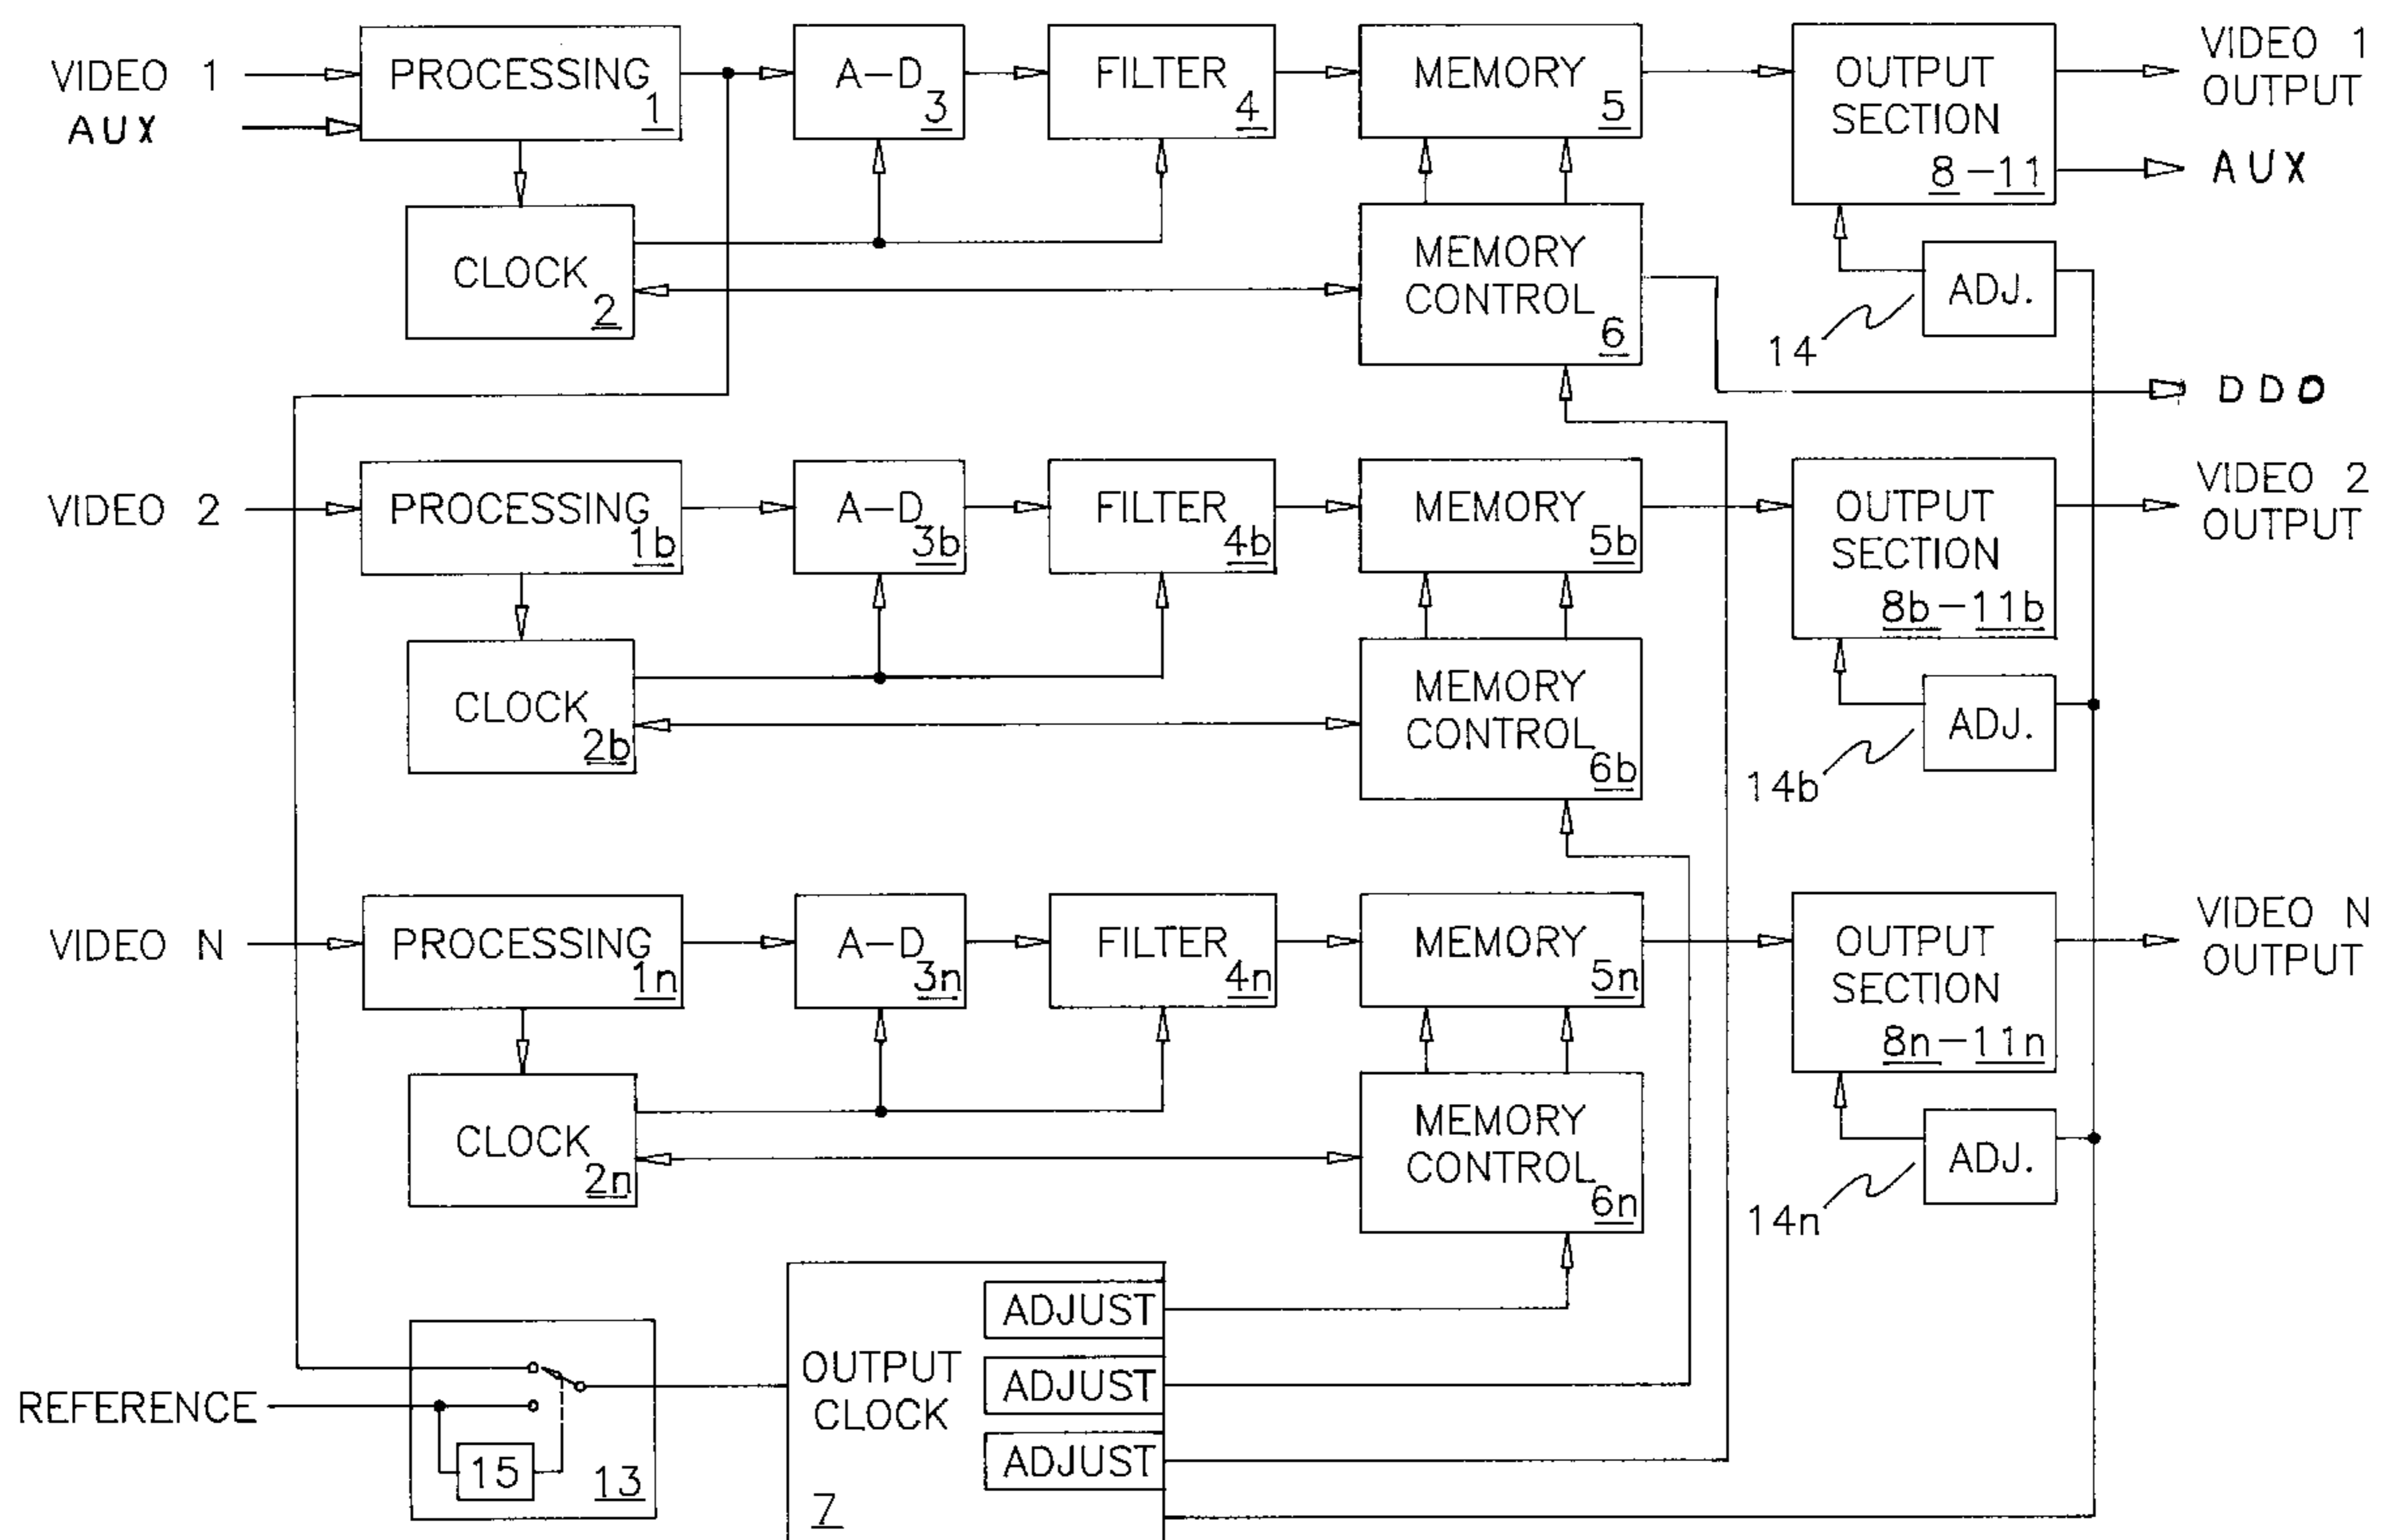 VIDEO 1
AUX
PROCESSING
1
A-D
3
FILTER
4
MEMORY
5
OUTPUT
SECTION
8-11
VIDEO 1
OUTPUT
AUX
CLOCK
2
MEMORY
CONTROL
6
ADJ.
14
DDO
VIDEO 2
PROCESSING
1b
A-D
3b
FILTER
4b
MEMORY
5b
OUTPUT
SECTION
8b-11b
VIDEO 2
OUTPUT
CLOCK
2b
MEMORY
CONTROL
6b
ADJ.
14b
VIDEO N
PROCESSING
1n
A-D
3n
FILTER
4n
MEMORY
5n
OUTPUT
SECTION
8n-11n
VIDEO N
OUTPUT
CLOCK
2n
MEMORY
CONTROL
6n
ADJ.
14n
REFERENCE
15
13
OUTPUT
CLOCK
7
ADJUST
ADJUST
ADJUST